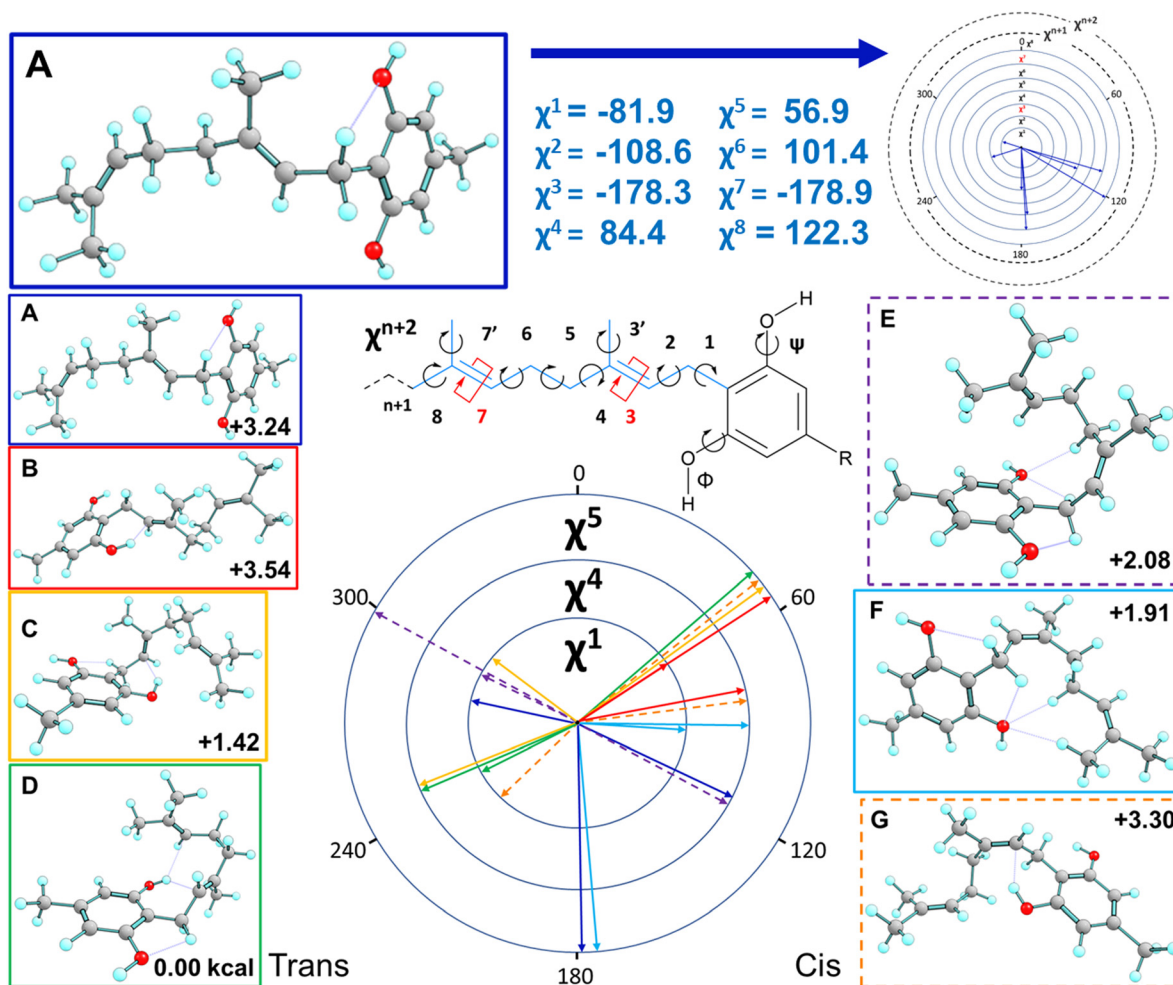 A
χ¹ = -81.9 χ⁵ = 56.9
χ² = -108.6 χ⁶ = 101.4
χ³ = -178.3 χ⁷ = -178.9
χ⁴ = 84.4 χ⁸ = 122.3
χⁿ⁺¹ χⁿ⁺²
0
300
60
240
120
180
A
+3.24
B
+3.54
C
+1.42
D
0.00 kcal
Trans
χⁿ⁺²
7' 6 5 3' 2 1
n+1 8 7 4 3
O H
ψ
O
H
Φ
R
0
χ⁵
χ⁴
χ¹
300
60
240
120
180
Cis
E
+2.08
F
+1.91
G
+3.30